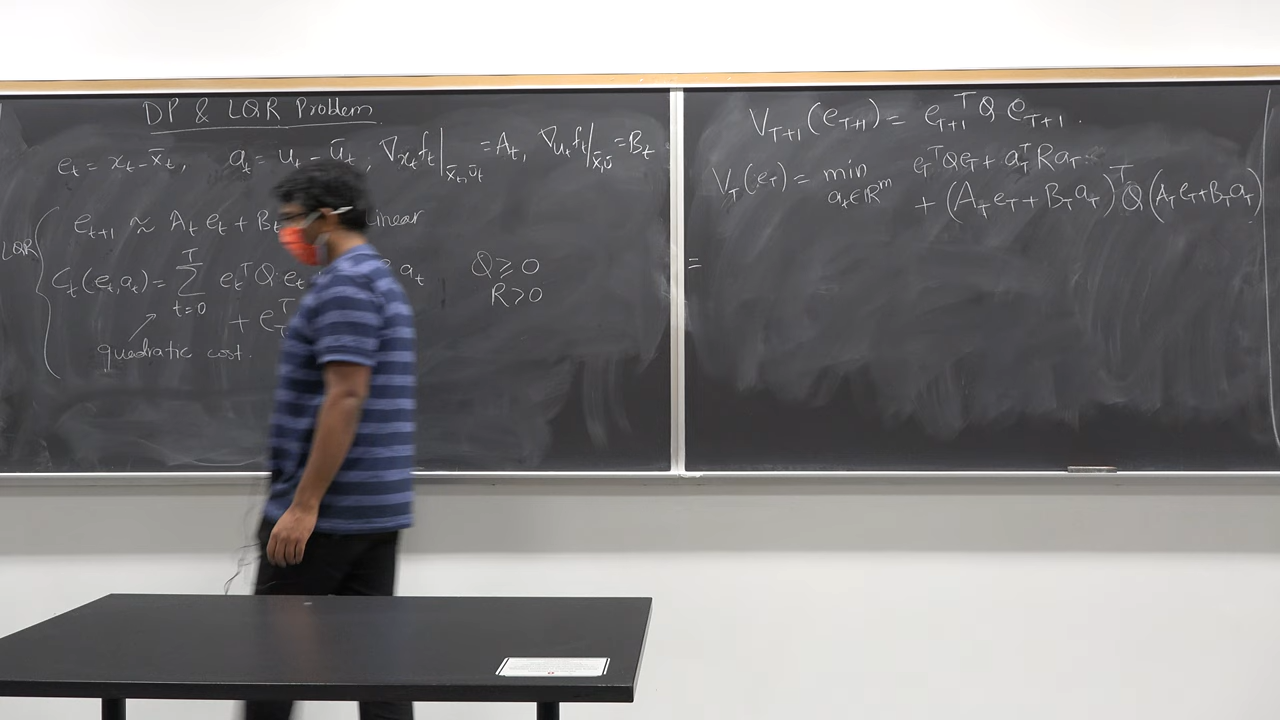 DP & LQR Problem
e_t = x_t - x̄_t, a_t = u_t - ū_t; ∇_{x_t} f_t |_{x̄_t, ū_t} = A_t, ∇_{u_t} f_t |_{x̄_t, ū} = B_t
e_{t+1} ≈ A_t e_t + B_t linear
LQR
C_t(e_t, a_t) = Σ_{t=0}^{T} e_t^T Q e_t a_t Q ≥ 0
+ e_T^T R > 0
quadratic cost.
V_{T+1}(e_{T+1}) = e_{T+1}^T Q e_{T+1}.
V_T(e_T) = min_{a_t ∈ ℝ^m} e_T^T Q e_T + a_T^T R a_T
+ (A_T e_T + B_T a_T)^T Q (A_T e_T + B_T a_T)
=